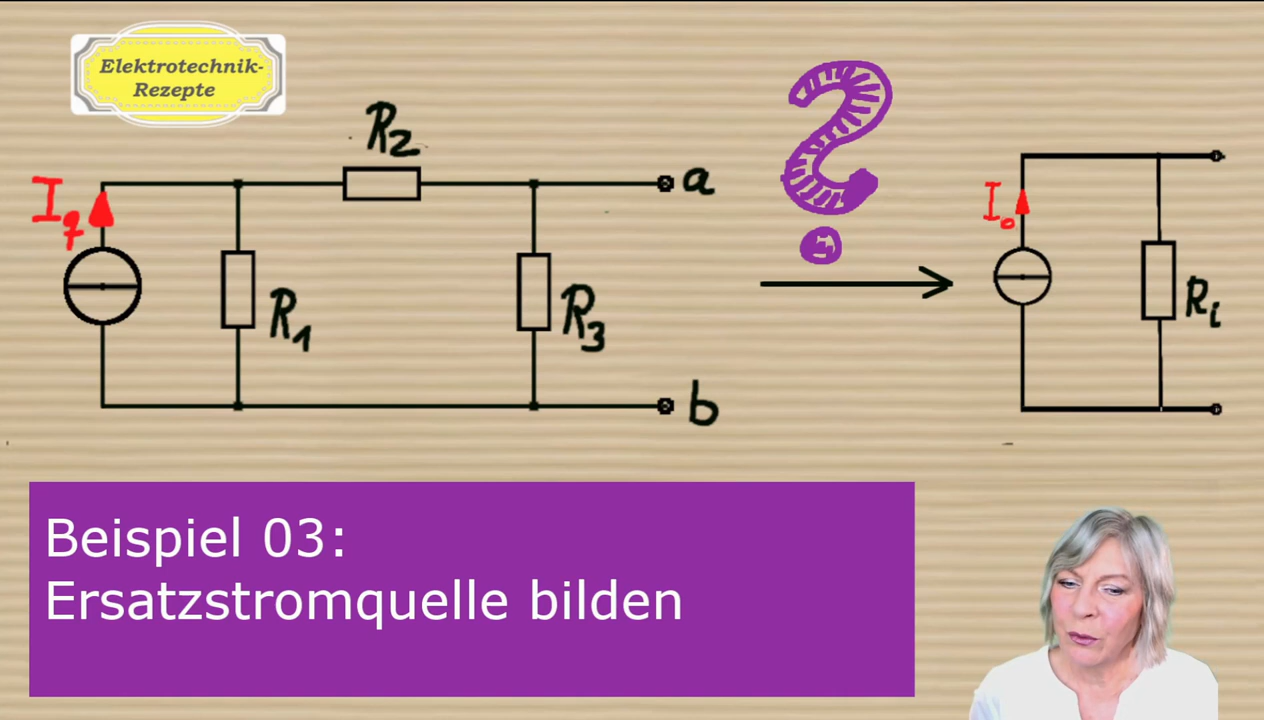 Elektrotechnik-
Rezepte
R2
Iq
a
I0
R1
R3
Ri
b
Beispiel 03:
Ersatzstromquelle bilden